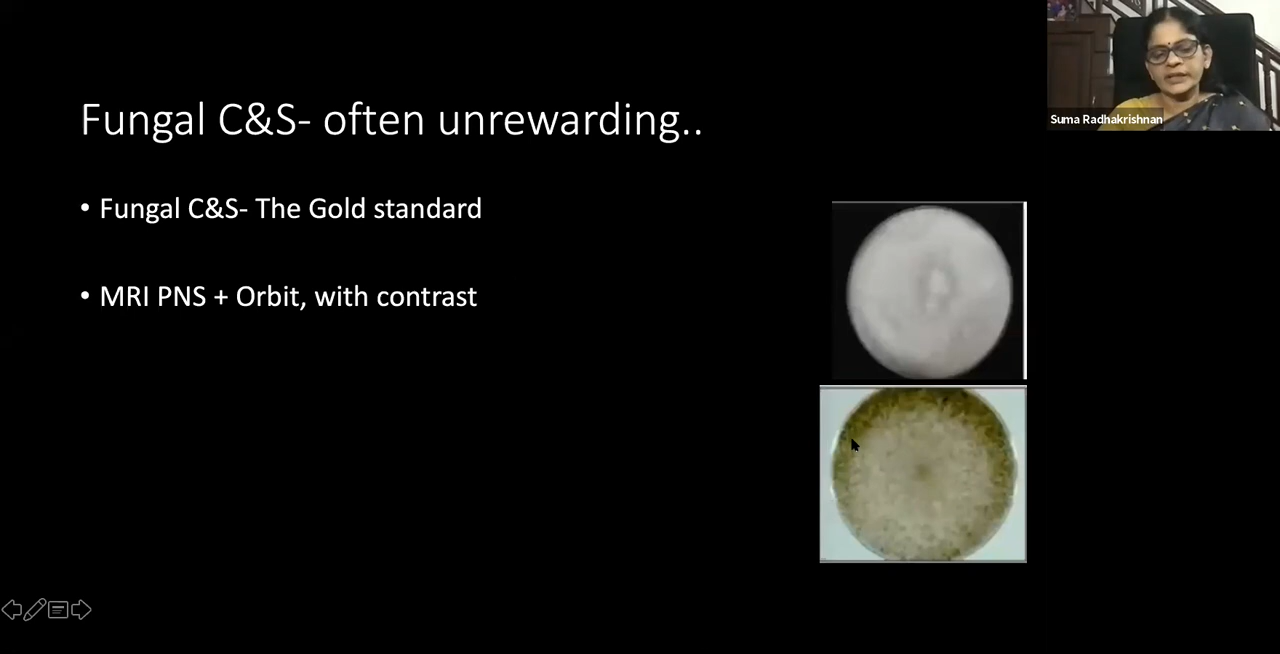 Fungal C&S- often unrewarding..
• Fungal C&S- The Gold standard
• MRI PNS + Orbit, with contrast
Suma Radhakrishnan